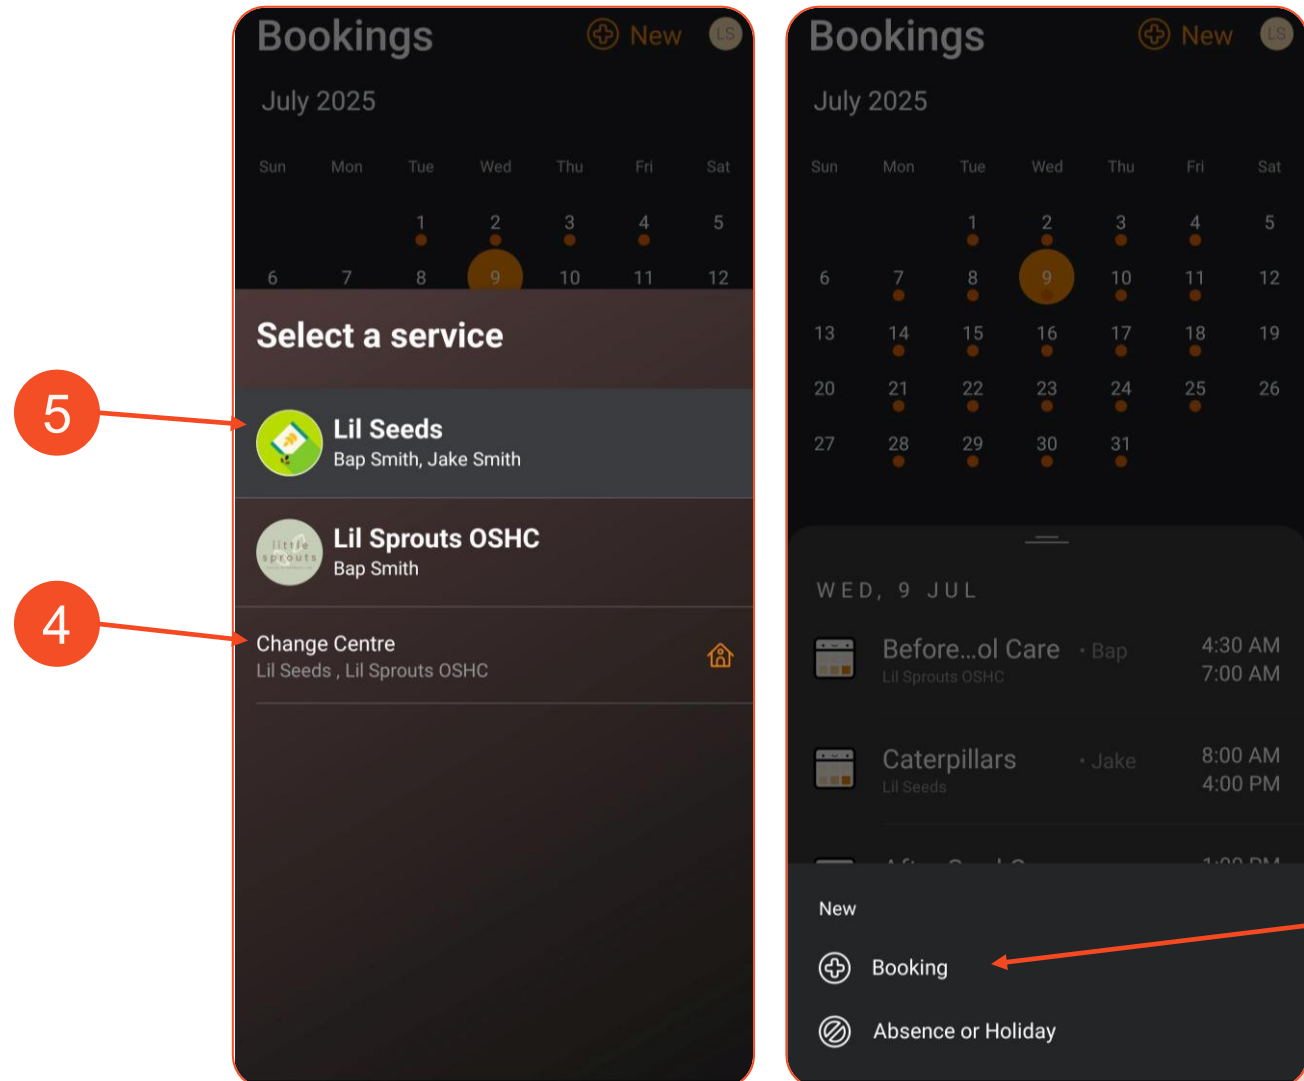 Bookings
New
LS
July 2025
Sun Mon Tue Wed Thu Fri Sat
1 2 3 4 5
6 7 8 9 10 11 12
Select a service
5
Lil Seeds
Bap Smith, Jake Smith
little
sprouts
Lil Sprouts OSHC
Bap Smith
4
Change Centre
Lil Seeds , Lil Sprouts OSHC
Bookings
New
LS
July 2025
Sun Mon Tue Wed Thu Fri Sat
1 2 3 4 5
6 7 8 9 10 11 12
13 14 15 16 17 18 19
20 21 22 23 24 25 26
27 28 29 30 31
WED, 9 JUL
Before...ol Care • Bap 4:30 AM
Lil Sprouts OSHC 7:00 AM
Caterpillars • Jake 8:00 AM
Lil Seeds 4:00 PM
New
Booking
Absence or Holiday